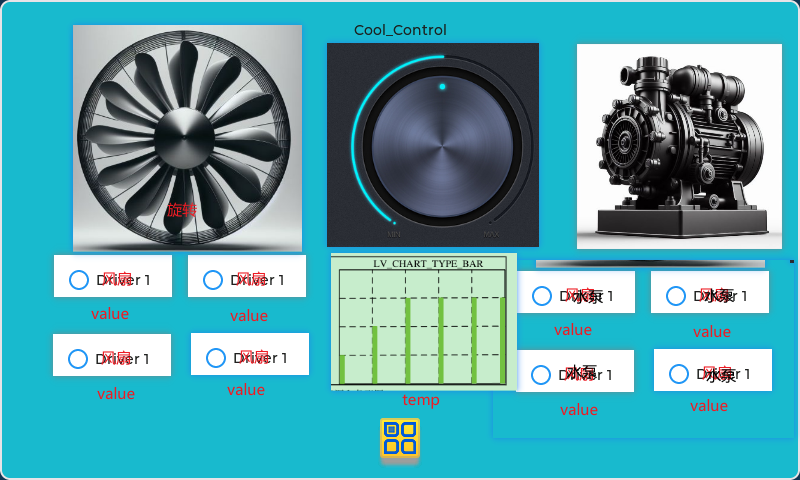 Cool_Control
旋转
MIN
MAX
LV_CHART_TYPE_BAR
Driver 1
风扇
Driver 1
风扇
value
value
Driver 1
风扇
Driver 1
风扇
value
value
temp
Driver 1
风扇
水泵
Driver 1
风扇
水泵
value
value
Driver 1
风扇
水泵
Driver 1
风扇
水泵
value
value